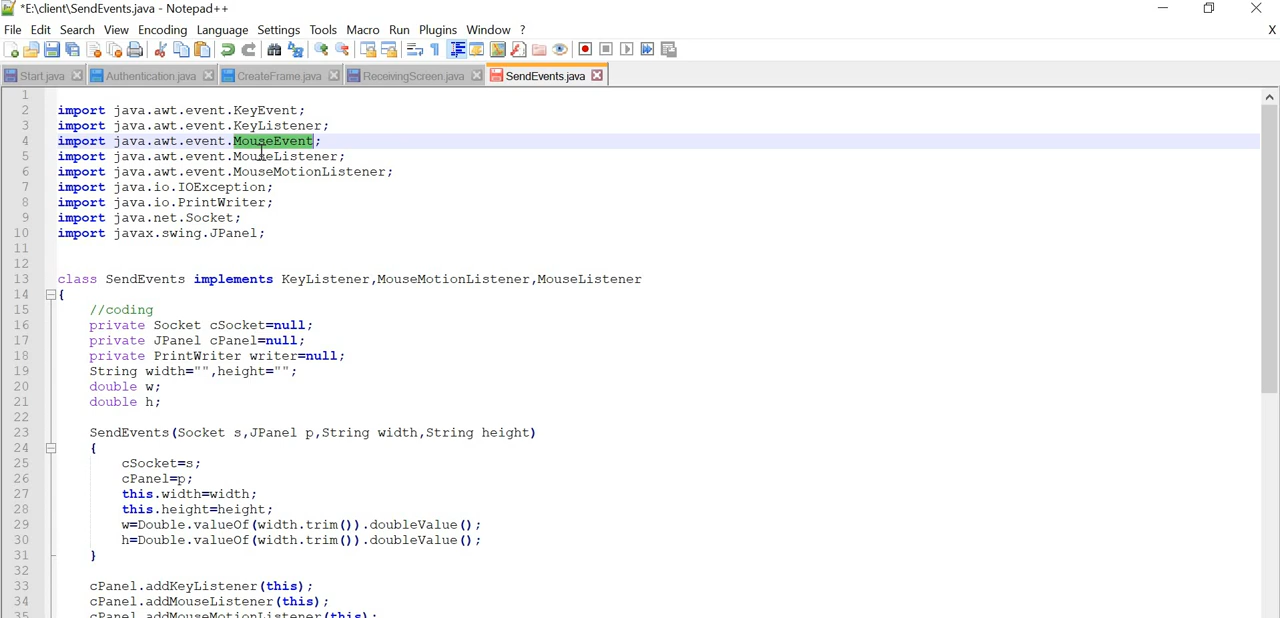 *E:\client\SendEvents.java - Notepad++
File Edit Search View Encoding Language Settings Tools Macro Run Plugins Window ? X
Start.java Authentication.java CreateFrame.java ReceivingScreen.java SendEvents.java
1
2 import java.awt.event.KeyEvent;
3 import java.awt.event.KeyListener;
4 import java.awt.event.MouseEvent;
5 import java.awt.event.MouseListener;
6 import java.awt.event.MouseMotionListener;
7 import java.io.IOException;
8 import java.io.PrintWriter;
9 import java.net.Socket;
10 import javax.swing.JPanel;
11
12
13 class SendEvents implements KeyListener,MouseMotionListener,MouseListener
14 {
15 //coding
16 private Socket cSocket=null;
17 private JPanel cPanel=null;
18 private PrintWriter writer=null;
19 String width="",height="";
20 double w;
21 double h;
22
23 SendEvents(Socket s,JPanel p,String width,String height)
24 {
25 cSocket=s;
26 cPanel=p;
27 this.width=width;
28 this.height=height;
29 w=Double.valueOf(width.trim()).doubleValue();
30 h=Double.valueOf(width.trim()).doubleValue();
31 }
32
33 cPanel.addKeyListener(this);
34 cPanel.addMouseListener(this);
35 cPanel.addMouseMotionListener(this);